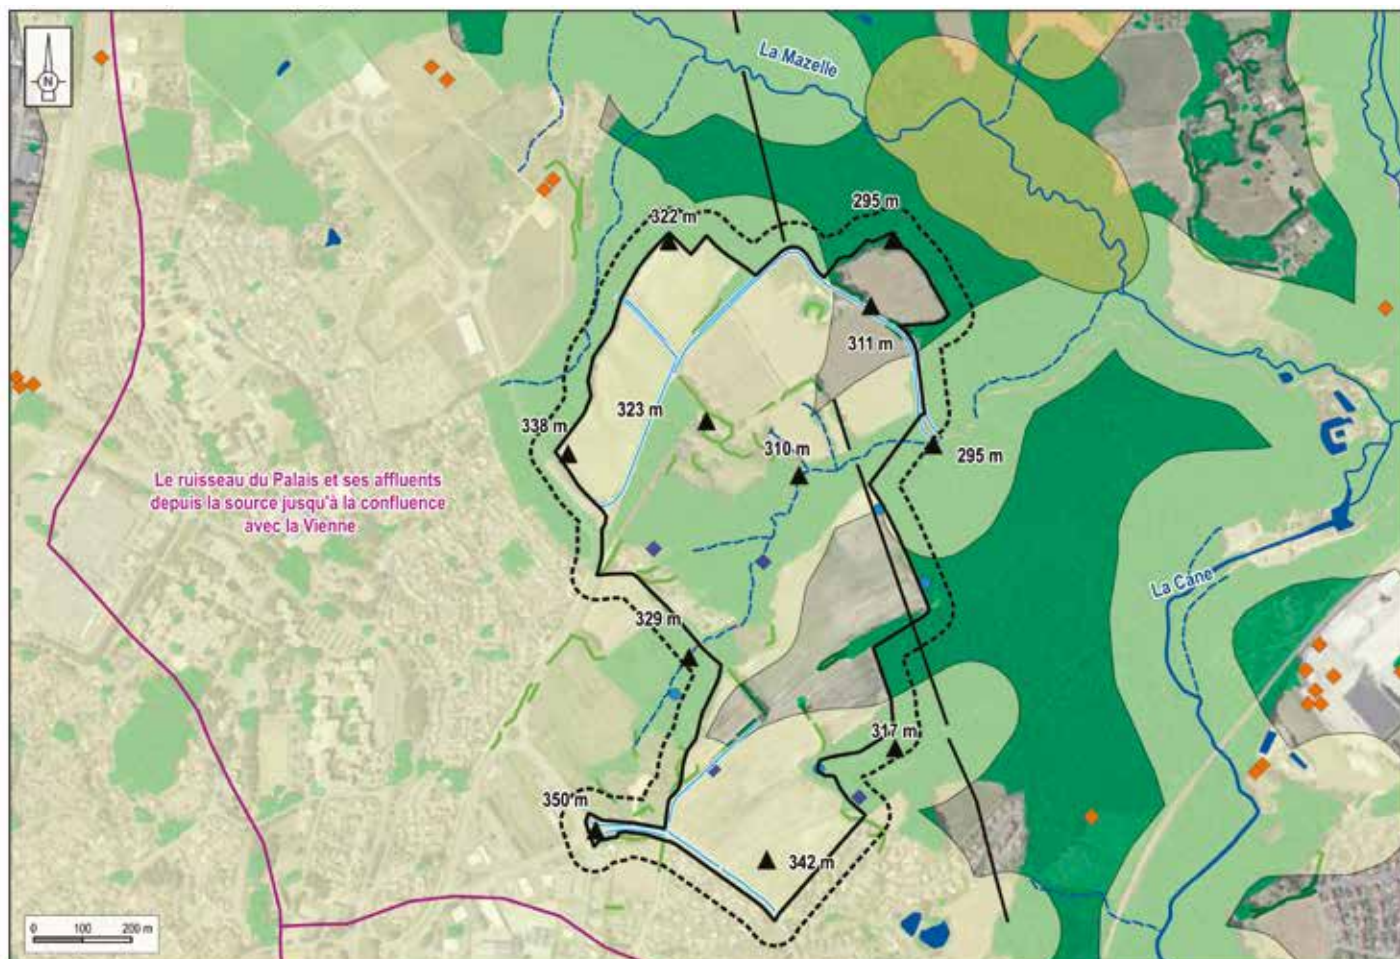 N
La Mazelle
322 m
295 m
311 m
323 m
338 m
310 m
295 m
Le ruisseau du Palais et ses affluents
depuis la source jusqu'à la confluence
avec la Vienne
La Cane
329 m
317 m
350 m
342 m
0 100 200 m